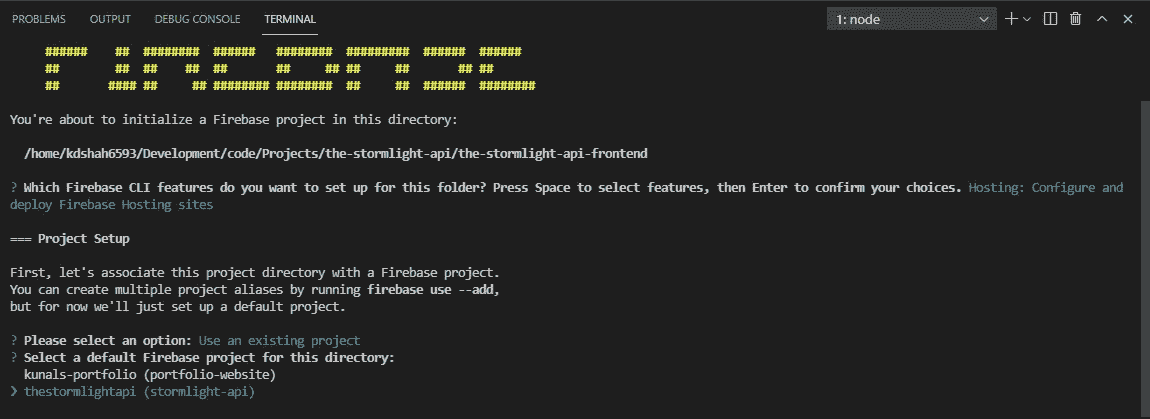 PROBLEMS OUTPUT DEBUG CONSOLE TERMINAL 1: node
###### ## ######## ###### ######## ######### ###### ######
## ## ## ## ## ## ## ## ## ## ##
## #### ## ## ######## ######## ## ## ###### ########
You're about to initialize a Firebase project in this directory:
/home/kdshah6593/Development/code/Projects/the-stormlight-api/the-stormlight-api-frontend
? Which Firebase CLI features do you want to set up for this folder? Press Space to select features, then Enter to confirm your choices. Hosting: Configure and
deploy Firebase Hosting sites
=== Project Setup
First, let's associate this project directory with a Firebase project.
You can create multiple project aliases by running firebase use --add,
but for now we'll just set up a default project.
? Please select an option: Use an existing project
? Select a default Firebase project for this directory:
kunals-portfolio (portfolio-website)
❯ thestormlightapi (stormlight-api)